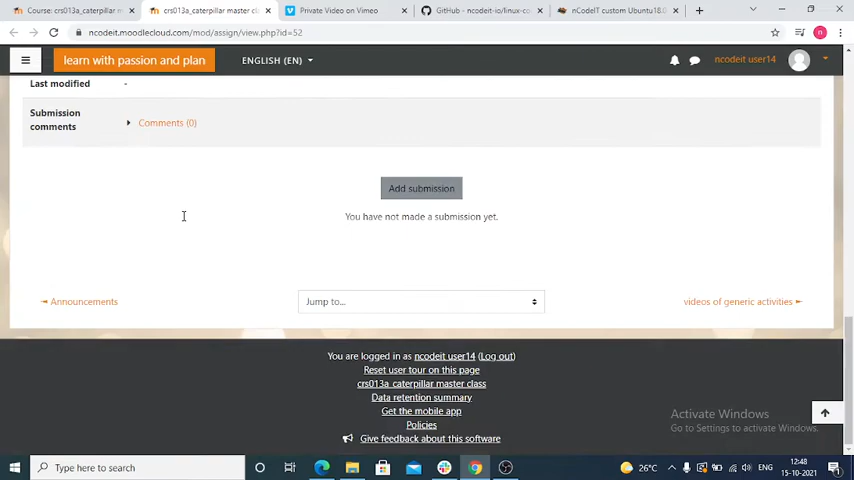 Course: crs013a_caterpillar m
crs013a_caterpillar master cla
Private Video on Vimeo
GitHub - ncodeit-io/linux-co
nCodeIT custom Ubuntu18.0
ncodeit.moodlecloud.com/mod/assign/view.php?id=52
learn with passion and plan
ENGLISH (EN)
ncodeit user14
Last modified
-
Submission
comments
Comments (0)
Add submission
You have not made a submission yet.
◄ Announcements
Jump to...
videos of generic activities ►
You are logged in as ncodeit user14 (Log out)
Reset user tour on this page
crs013a_caterpillar master class
Data retention summary
Get the mobile app
Policies
Give feedback about this software
Activate Windows
Go to Settings to activate Windows.
Type here to search
26°C
ENG
12:48
15-10-2021